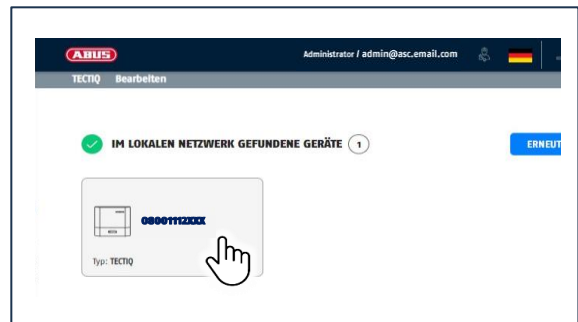 ABUS
Administrator / admin@asc.email.com
TECTIQ Bearbeiten
IM LOKALEN NETZWERK GEFUNDENE GERÄTE 1
ERNEUT
08001112XXX
Typ: TECTIQ